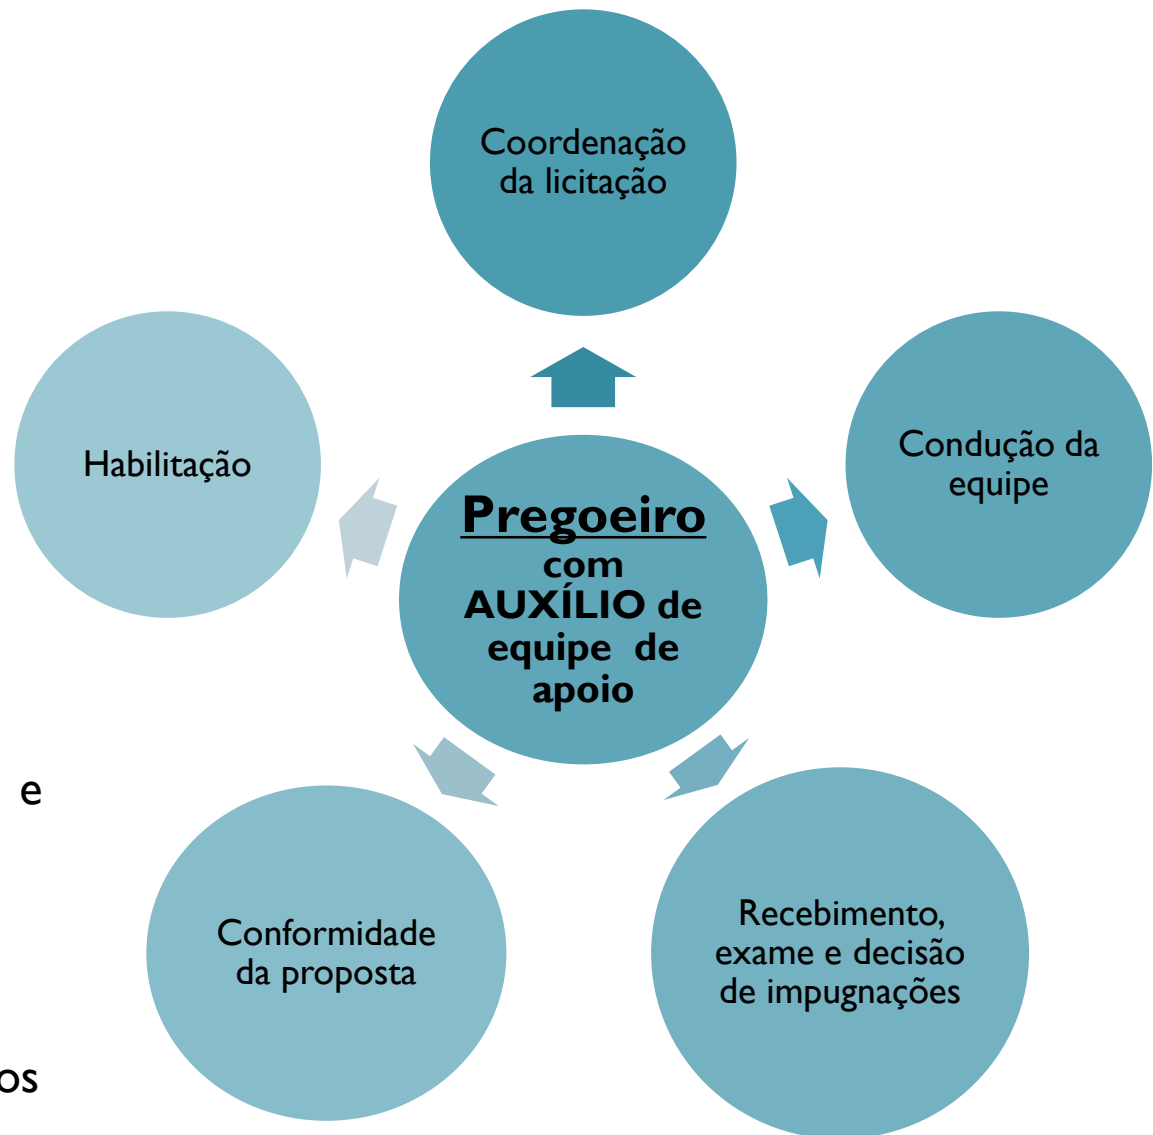 Coordenação
da licitação
Habilitação
Condução da
equipe
Pregoeiro
com
AUXÍLIO de
equipe de
apoio
e
Conformidade
da proposta
Recebimento,
exame e decisão
de impugnações
os